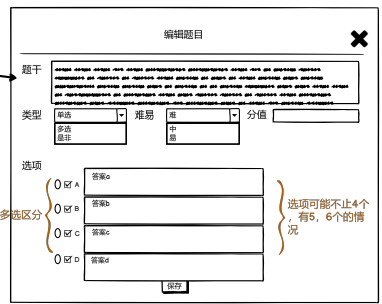 编辑题目
题干
类型 单选 难易 难 分值
多选 中
是非 易
选项
A 答案a
B 答案b
C 答案c
D 答案d
多选区分
选项可能不止4个
，有5，6个的情
况
保存